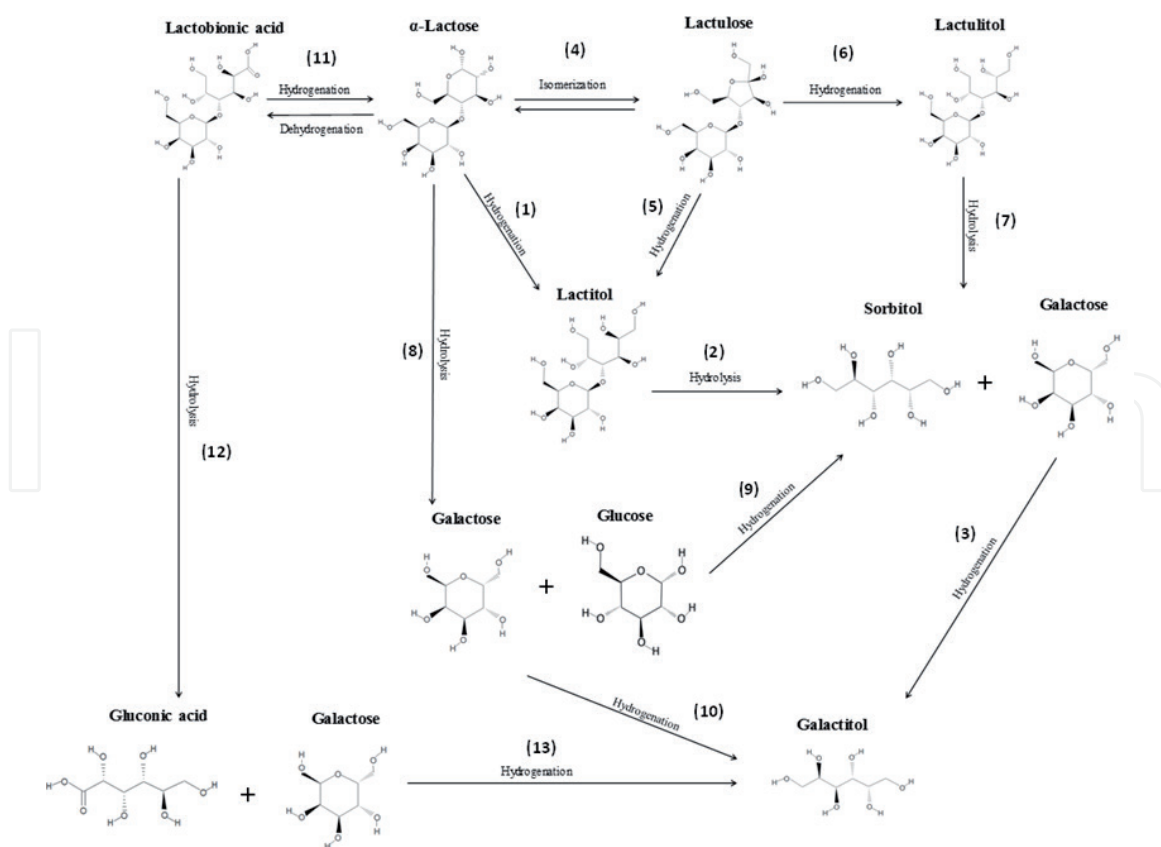 Lactobionic acid
α-Lactose
Lactulose
Lactulitol
(11)
Hydrogenation
Dehydrogenation
(4)
Isomerization
(6)
Hydrogenation
(1)
Hydrogenation
(5)
Hydrogenation
(7)
Hydrolysis
Lactitol
Sorbitol
+
Galactose
(8)
Hydrolysis
(2)
Hydrolysis
(12)
Hydrolysis
(9)
Hydrogenation
(3)
Hydrogenation
Galactose
+
Glucose
(10)
Hydrogenation
Gluconic acid
+
Galactose
(13)
Hydrogenation
Galactitol